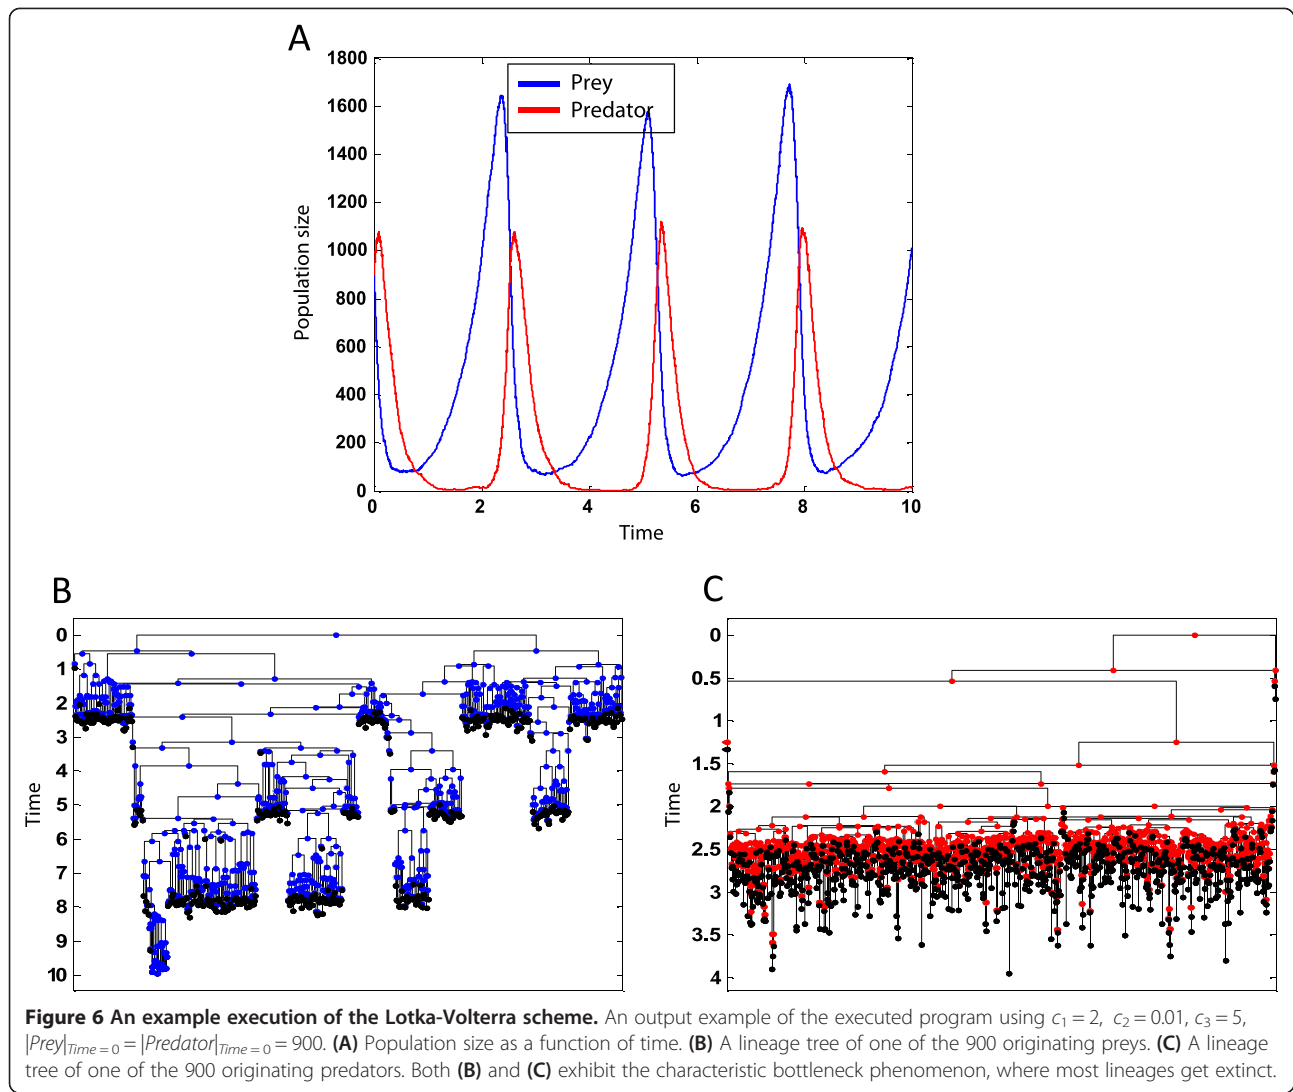 A
1800
1600
1400
1200
1000
800
600
400
200
0
Population size
Prey
Predator
0 2 4 6 8 10
Time
B
0
1
2
3
4
5
6
7
8
9
10
Time
C
0
0.5
1
1.5
2
2.5
3
3.5
4
Time
Figure 6 An example execution of the Lotka-Volterra scheme. An output example of the executed program using c₁ = 2, c₂ = 0.01, c₃ = 5,
|Prey|Time = 0 = |Predator|Time = 0 = 900. (A) Population size as a function of time. (B) A lineage tree of one of the 900 originating preys. (C) A lineage
tree of one of the 900 originating predators. Both (B) and (C) exhibit the characteristic bottleneck phenomenon, where most lineages get extinct.